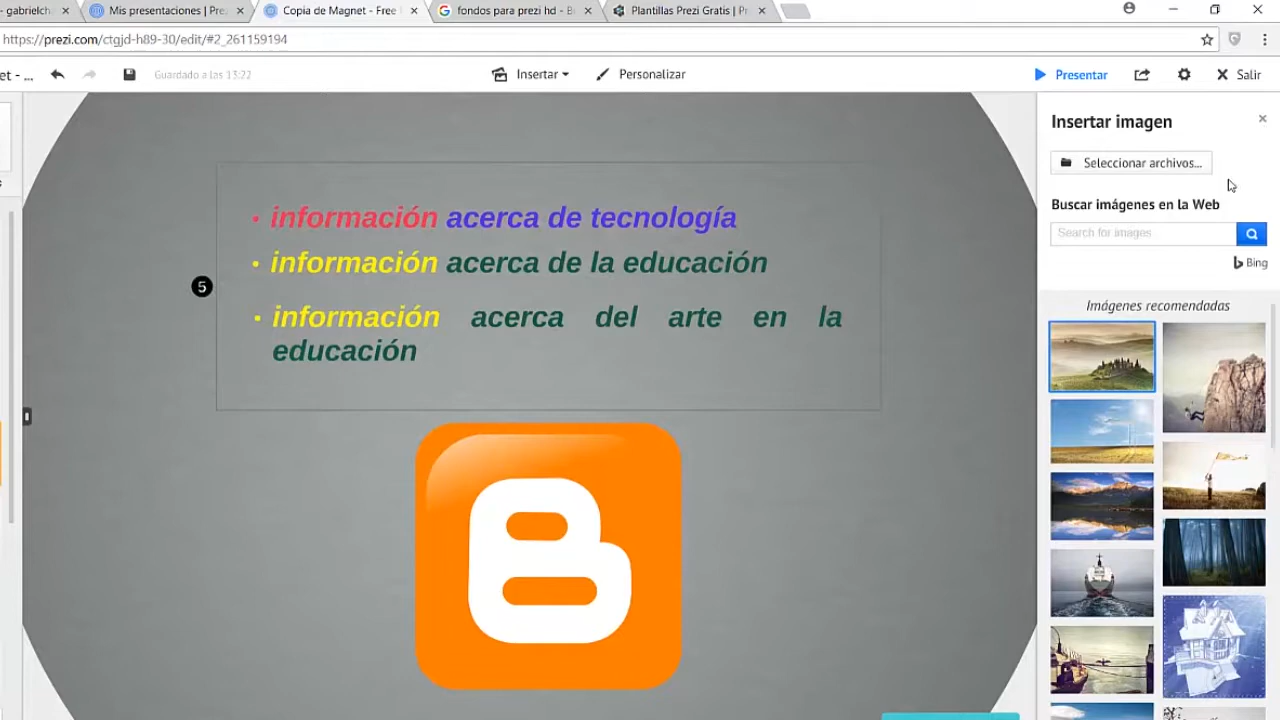 - gabrielch
Mis presentaciones | Prez
Copia de Magnet - Free
fondos para prezi hd - B
Plantillas Prezi Gratis | P
https://prezi.com/ctgjd-h89-30/edit/#2_261159194
et - ...
Guardado a las 13:22
Insertar
Personalizar
Presentar
Salir
Insertar imagen
Seleccionar archivos...
Buscar imágenes en la Web
Search for images
Bing
Imágenes recomendadas
5
• información acerca de tecnología
• información acerca de la educación
• información acerca del arte en la
educación
B